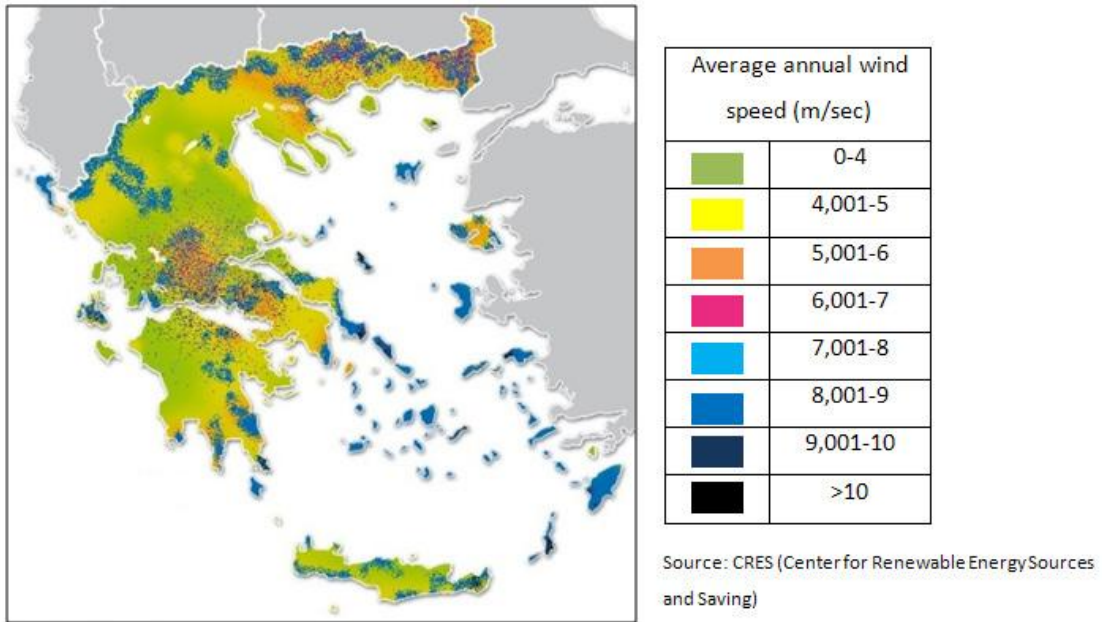 Average annual wind
speed (m/sec)
0-4
4,001-5
5,001-6
6,001-7
7,001-8
8,001-9
9,001-10
>10
Source: CRES (Center for Renewable Energy Sources
and Saving)